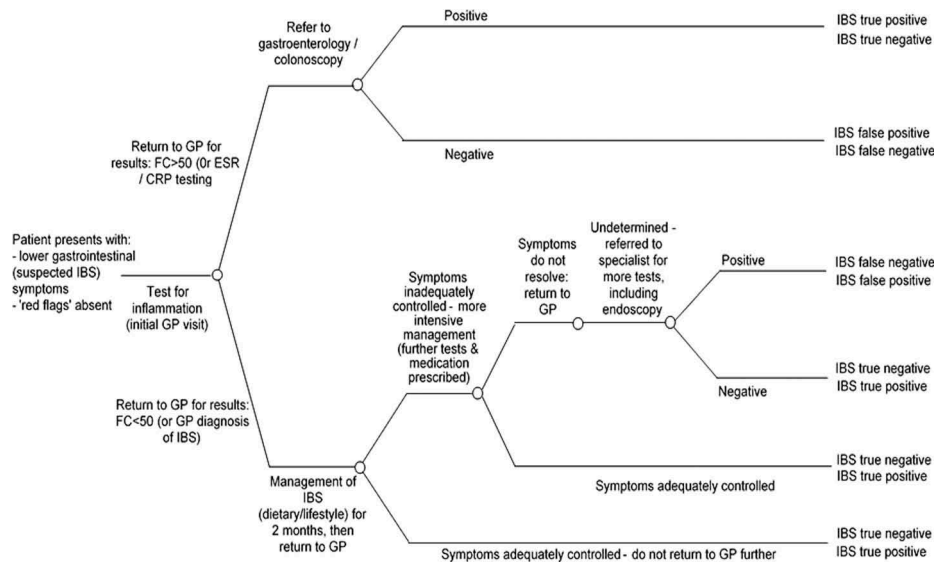 Positive
IBS true positive
IBS true negative
Refer to
gastroenterology /
colonoscopy
Negative
IBS false positive
IBS false negative
Return to GP for
results: FC>50 (0r ESR
/ CRP testing
Patient presents with:
- lower gastrointestinal
(suspected IBS)
symptoms
- 'red flags' absent
Test for
inflammation
(initial GP visit)
Symptoms
inadequately
controlled - more
intensive
management
(further tests &
medication
prescribed)
Symptoms
do not
resolve:
return to
GP
Undetermined -
referred to
specialist for
more tests,
including
endoscopy
Positive
IBS false negative
IBS false positive
Negative
IBS true negative
IBS true positive
Return to GP for results:
FC<50 (or GP diagnosis
of IBS)
Management of
IBS
(dietary/lifestyle) for
2 months, then
return to GP
Symptoms adequately controlled
IBS true negative
IBS true positive
Symptoms adequately controlled - do not return to GP further
IBS true negative
IBS true positive